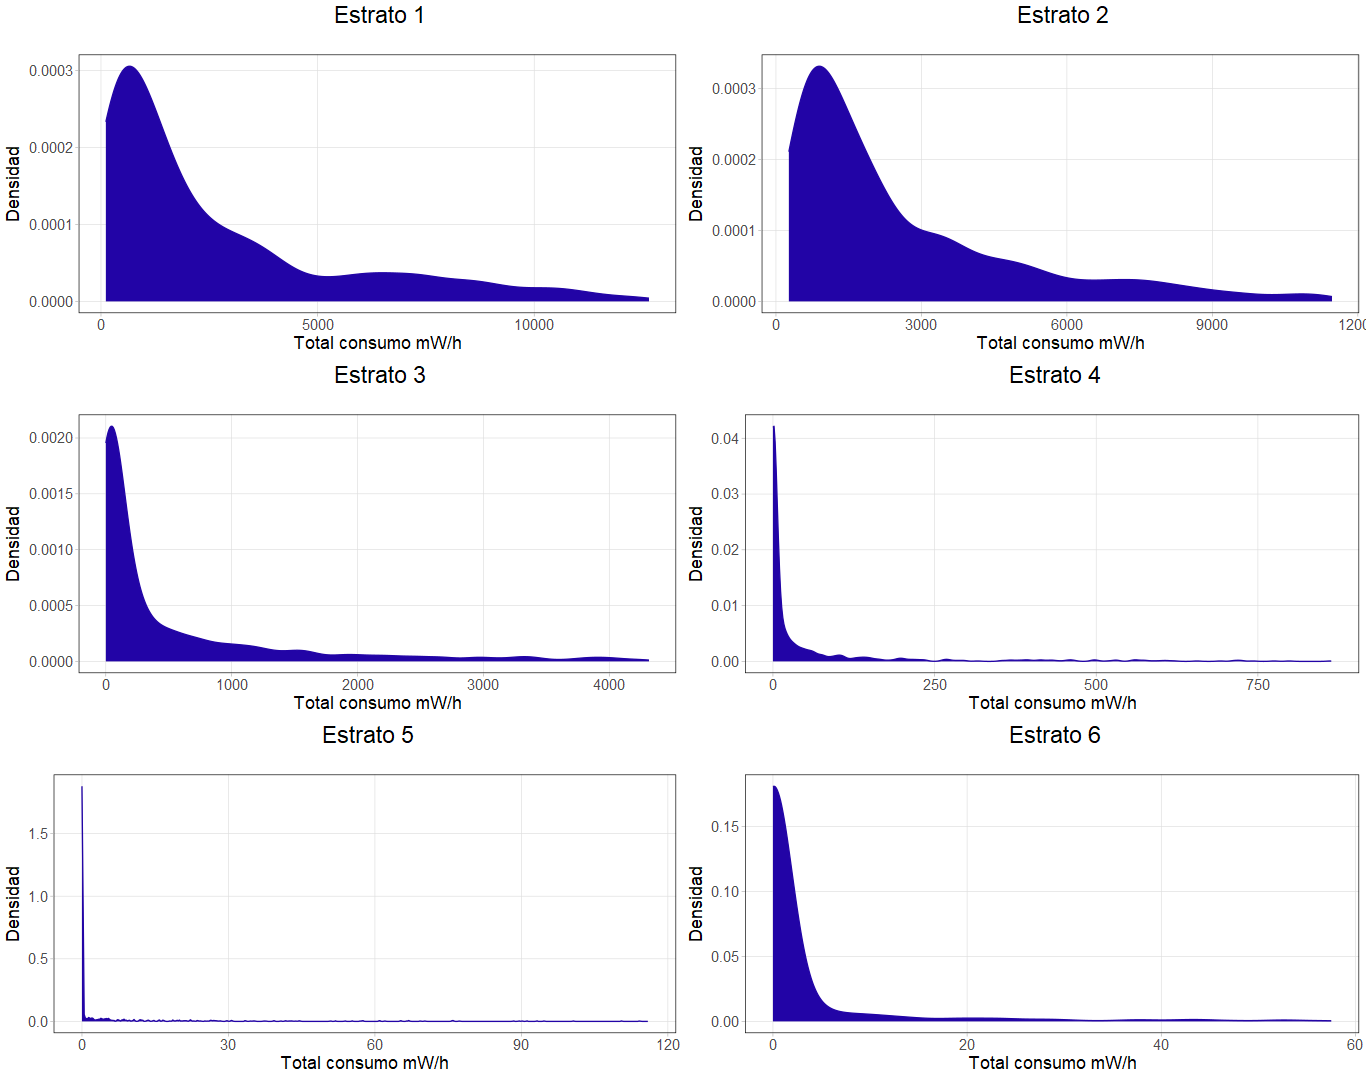 Estrato 1
Densidad
0.0003
0.0002
0.0001
0.0000
0 5000 10000
Total consumo mW/h
Estrato 2
Densidad
0.0003
0.0002
0.0001
0.0000
0 3000 6000 9000 1200
Total consumo mW/h
Estrato 3
Densidad
0.0020
0.0015
0.0010
0.0005
0.0000
0 1000 2000 3000 4000
Total consumo mW/h
Estrato 4
Densidad
0.04
0.03
0.02
0.01
0.00
0 250 500 750
Total consumo mW/h
Estrato 5
Densidad
1.5
1.0
0.5
0.0
0 30 60 90 120
Total consumo mW/h
Estrato 6
Densidad
0.15
0.10
0.05
0.00
0 20 40 60
Total consumo mW/h